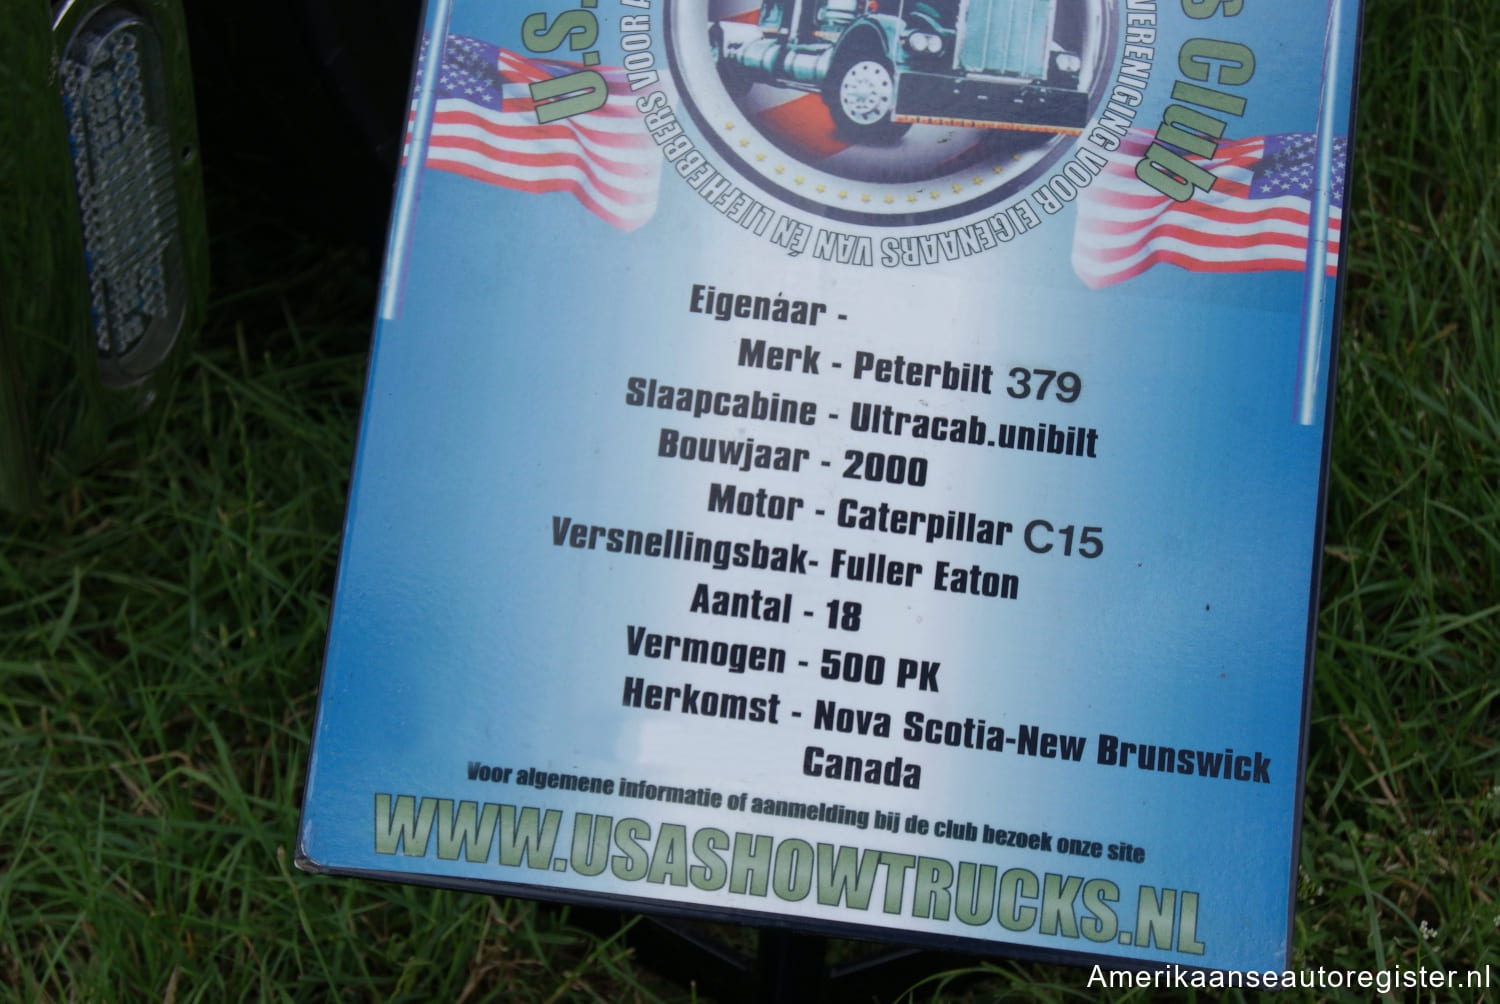 U.S.
s Club
VERENIGING VOOR EIGENAARS VAN ÉN LIEFHEBBERS VOOR
Eigenaar -
Merk - Peterbilt 379
Slaapcabine - Ultracab.unibilt
Bouwjaar - 2000
Motor - Caterpillar C15
Versnellingsbak- Fuller Eaton
Aantal - 18
Vermogen - 500 PK
Herkomst - Nova Scotia-New Brunswick
Canada
Voor algemene informatie of aanmelding bij de club bezoek onze site
WWW.USASHOWTRUCKS.NL
Amerikaanseautoregister.nl